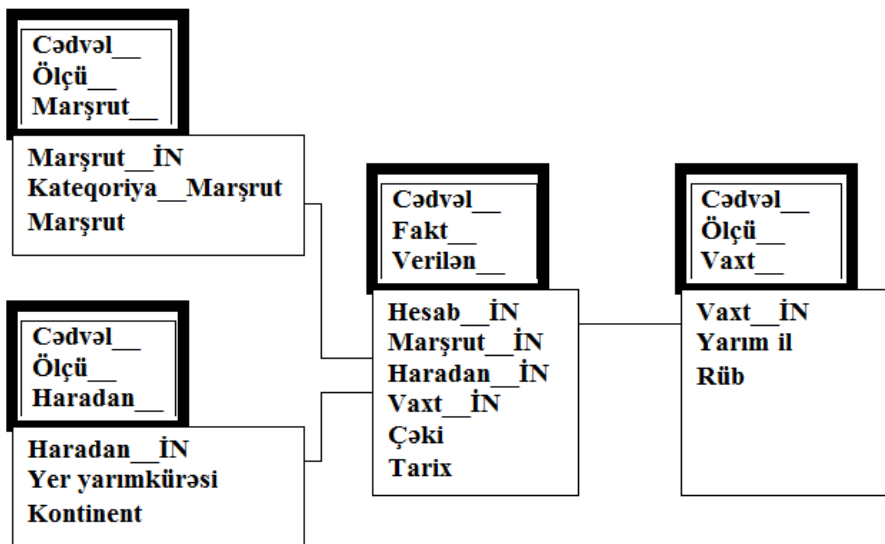 Cədvəl__
Ölçü__
Marşrut__
Marşrut__İN
Kateqoriya__Marşrut
Marşrut
Cədvəl__
Ölçü__
Haradan__
Haradan__İN
Yer yarımkürəsi
Kontinent
Cədvəl__
Fakt__
Verilən__
Hesab__İN
Marşrut__İN
Haradan__İN
Vaxt__İN
Çəki
Tarix
Cədvəl__
Ölçü__
Vaxt__
Vaxt__İN
Yarım il
Rüb